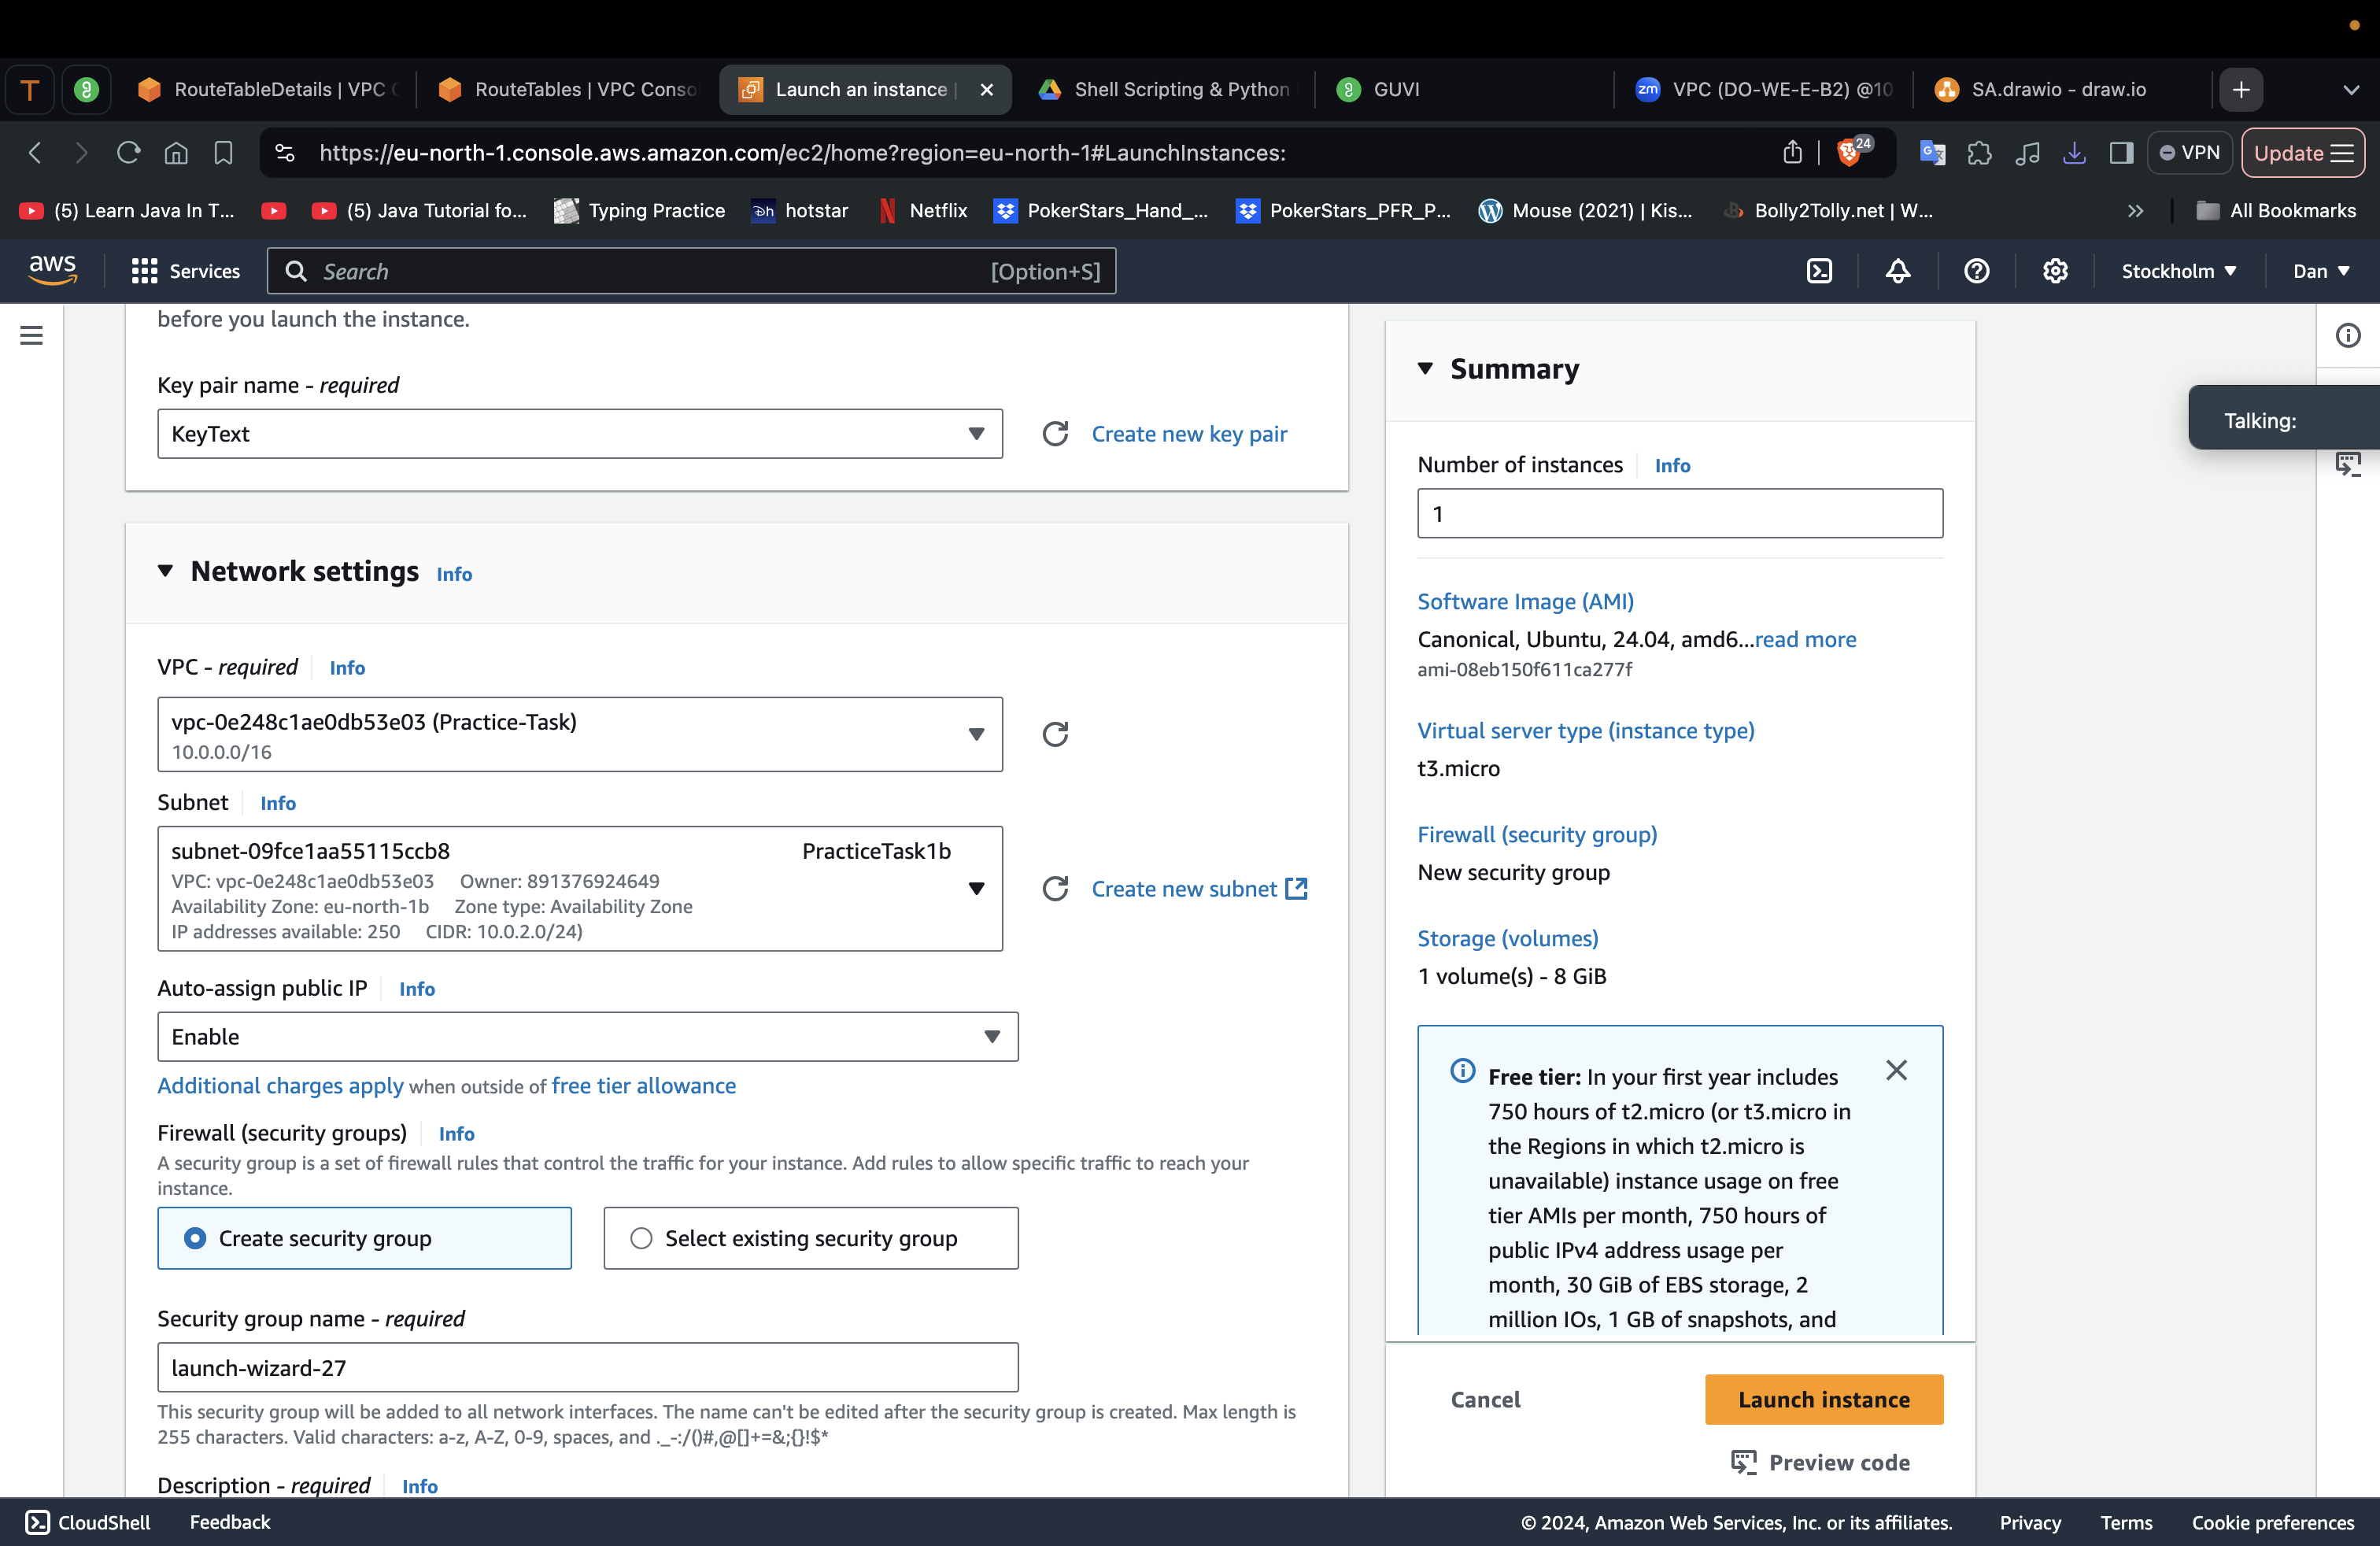 T
RouteTableDetails | VPC C
RouteTables | VPC Conso
Launch an instance |
Shell Scripting & Python
GUVI
zm VPC (DO-WE-E-B2) @10
SA.drawio - draw.io
https://eu-north-1.console.aws.amazon.com/ec2/home?region=eu-north-1#LaunchInstances:
24
VPN
Update
(5) Learn Java In T...
(5) Java Tutorial fo...
Typing Practice
hotstar
Netflix
PokerStars_Hand_...
PokerStars_PFR_P...
Mouse (2021) | Kis...
Bolly2Tolly.net | W...
All Bookmarks
aws
Services
Search
[Option+S]
Stockholm
Dan
before you launch the instance.
Key pair name - required
KeyText
Create new key pair
Network settings Info
VPC - required Info
vpc-0e248c1ae0db53e03 (Practice-Task)
10.0.0.0/16
Subnet Info
subnet-09fce1aa55115ccb8 PracticeTask1b
VPC: vpc-0e248c1ae0db53e03 Owner: 891376924649
Availability Zone: eu-north-1b Zone type: Availability Zone
IP addresses available: 250 CIDR: 10.0.2.0/24)
Create new subnet
Auto-assign public IP Info
Enable
Additional charges apply when outside of free tier allowance
Firewall (security groups) Info
A security group is a set of firewall rules that control the traffic for your instance. Add rules to allow specific traffic to reach your
instance.
Create security group
Select existing security group
Security group name - required
launch-wizard-27
This security group will be added to all network interfaces. The name can't be edited after the security group is created. Max length is
255 characters. Valid characters: a-z, A-Z, 0-9, spaces, and ._-:/()#,@[]+=&;{}!$*
Description - required Info
Summary
Number of instances Info
1
Software Image (AMI)
Canonical, Ubuntu, 24.04, amd6...read more
ami-08eb150f611ca277f
Virtual server type (instance type)
t3.micro
Firewall (security group)
New security group
Storage (volumes)
1 volume(s) - 8 GiB
Free tier: In your first year includes
750 hours of t2.micro (or t3.micro in
the Regions in which t2.micro is
unavailable) instance usage on free
tier AMIs per month, 750 hours of
public IPv4 address usage per
month, 30 GiB of EBS storage, 2
million IOs, 1 GB of snapshots, and
Cancel
Launch instance
Preview code
Talking:
CloudShell
Feedback
© 2024, Amazon Web Services, Inc. or its affiliates.
Privacy
Terms
Cookie preferences